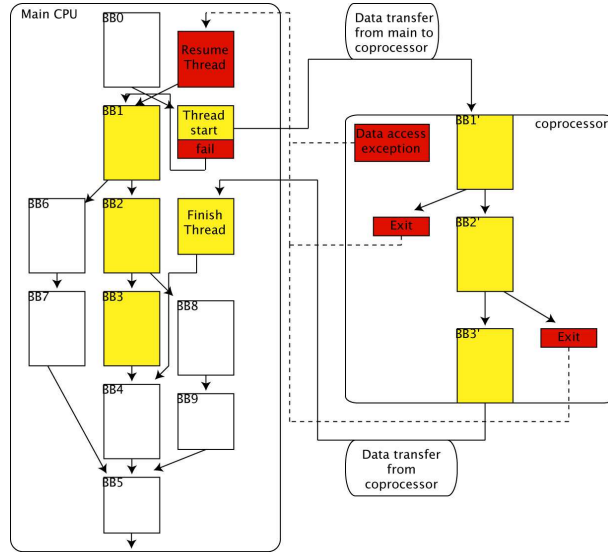 Main CPU
BB0
Resume
Thread
Data transfer
from main to
coprocessor
BB1
Thread
start
fail
BB1'
coprocessor
Data access
exception
BB6
BB2
Finish
Thread
Exit
BB2'
BB7
BB3
BB8
BB3'
Exit
BB4
BB9
Data transfer
from
coprocessor
BB5